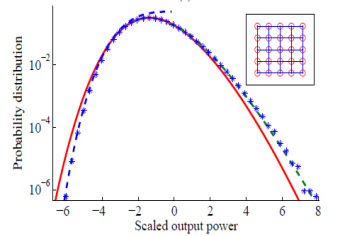 10^{-2}
10^{-4}
10^{-6}
Probability distribution
−6 −4 −2 0 2 4 6 8
Scaled output power